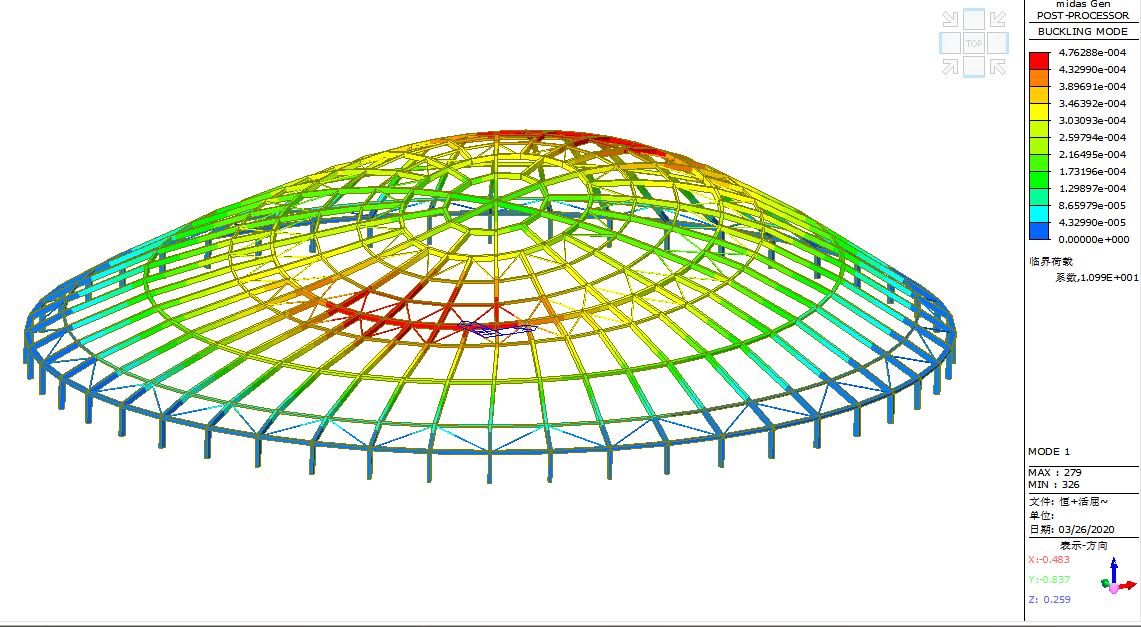 TOP
midas Gen
POST-PROCESSOR
BUCKLING MODE
4.76288e-004
4.32990e-004
3.89691e-004
3.46392e-004
3.03093e-004
2.59794e-004
2.16495e-004
1.73196e-004
1.29897e-004
8.65979e-005
4.32990e-005
0.00000e+000
临界荷载
系数,1.099E+001
MODE 1
MAX : 279
MIN : 326
文件: 恒+活屈~
单位:
日期: 03/26/2020
表示-方向
X:-0.483
Y:-0.837
Z: 0.259